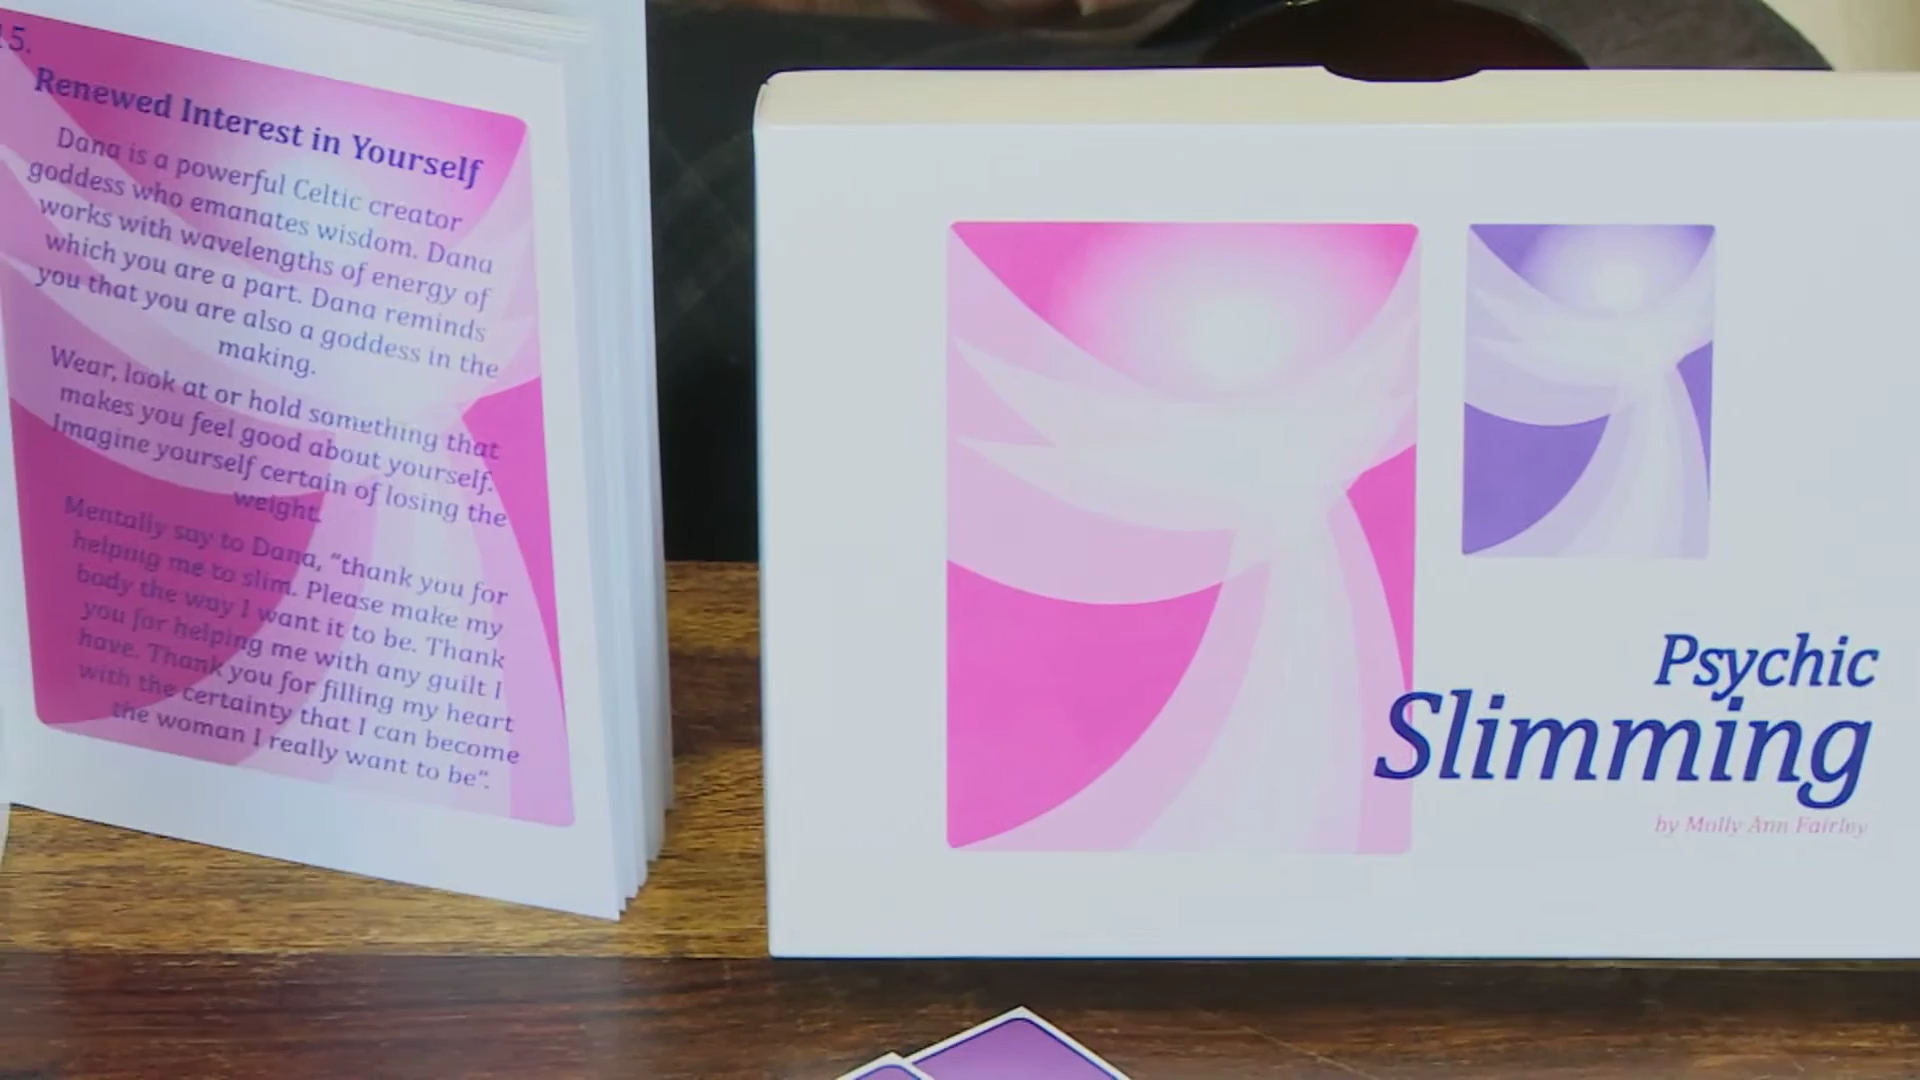 15.
Renewed Interest in Yourself
Dana is a powerful Celtic creator
goddess who emanates wisdom. Dana
works with wavelengths of energy of
which you are a part. Dana reminds
you that you are also a goddess in the
making.
Wear, look at or hold something that
makes you feel good about yourself.
Imagine yourself certain of losing the
weight.
Mentally say to Dana, “thank you for
helping me to slim. Please make my
body the way I want it to be. Thank
you for helping me with any guilt I
have. Thank you for filling my heart
with the certainty that I can become
the woman I really want to be”.
Psychic
Slimming
by Molly Ann Fairley